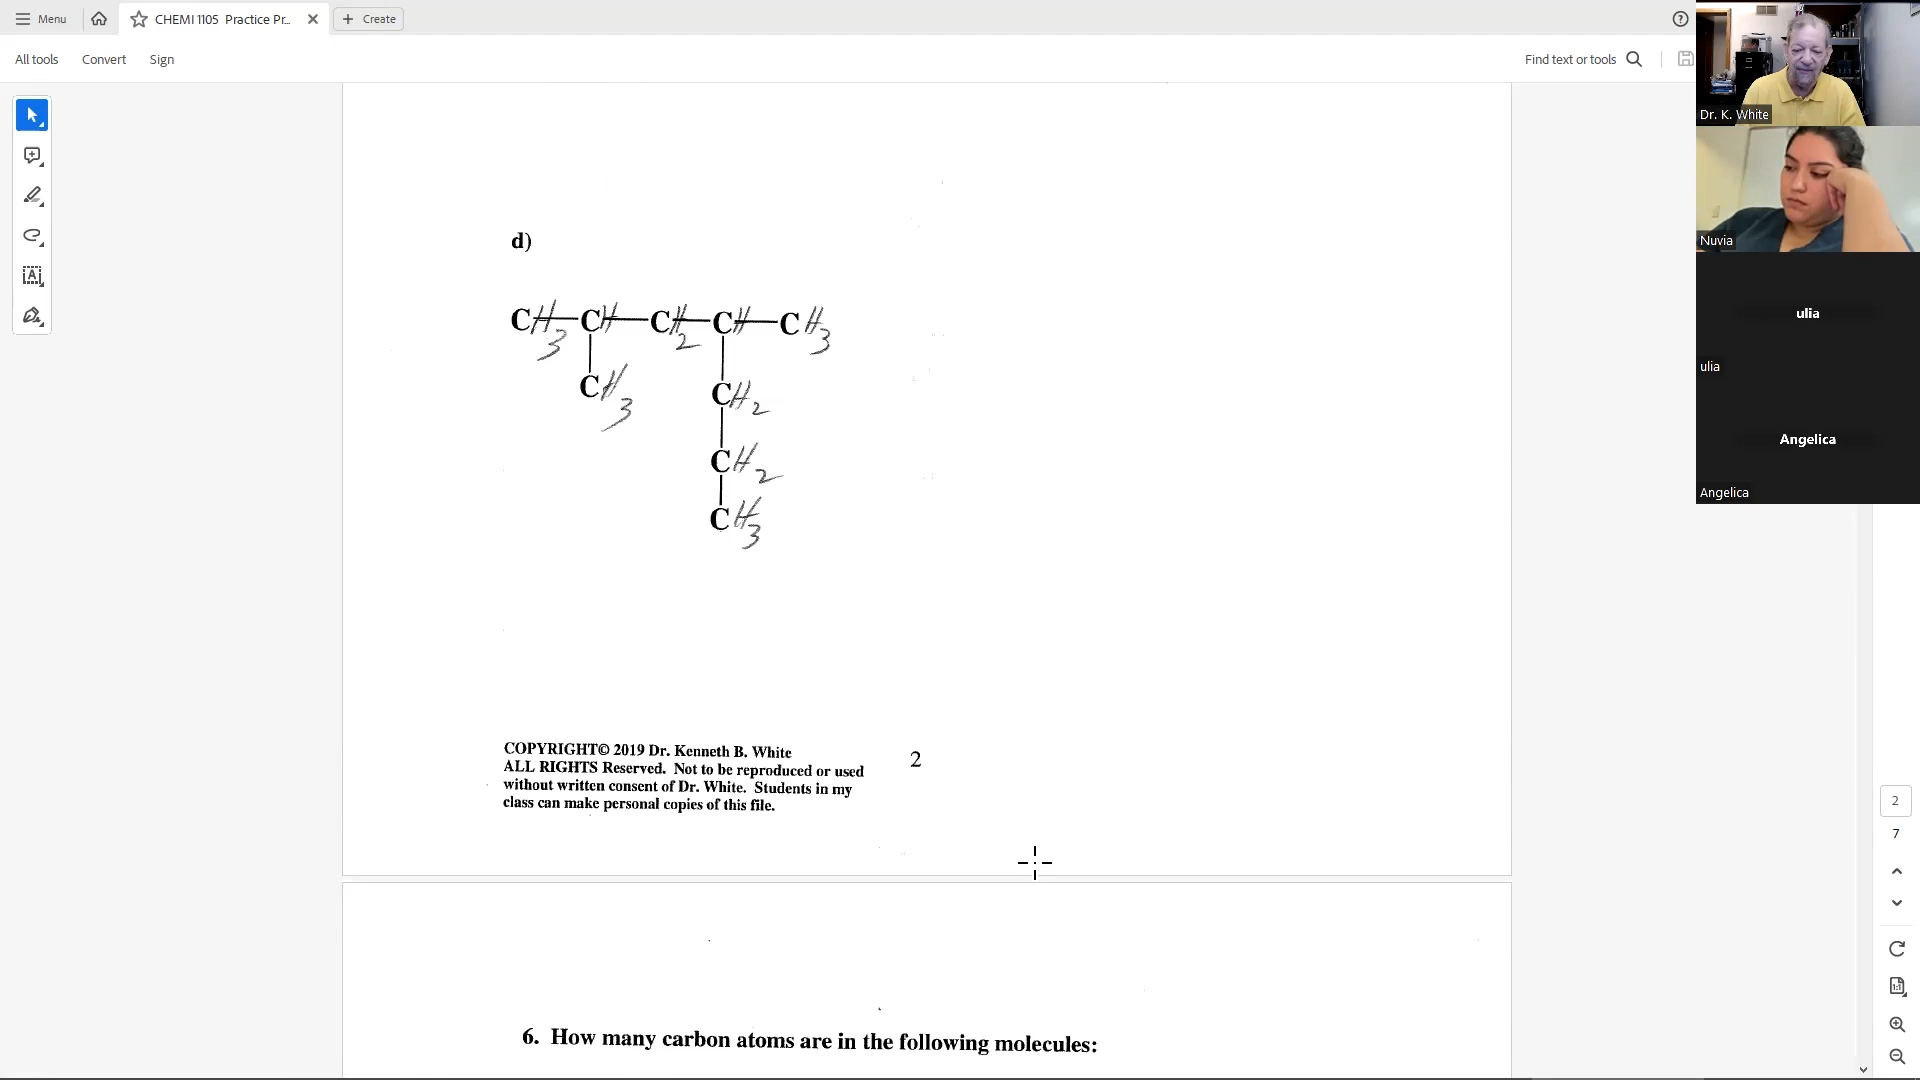 Menu
CHEMI 1105 Practice Pr...
Create
All tools
Convert
Sign
Find text or tools
Dr. K. White
Nuvia
ulia
ulia
Angelica
Angelica
d)
CH3—CH—CH2—CH—CH3
CH3
CH2
CH2
CH3
COPYRIGHT© 2019 Dr. Kenneth B. White
ALL RIGHTS Reserved. Not to be reproduced or used
without written consent of Dr. White. Students in my
class can make personal copies of this file.
2
2
7
6. How many carbon atoms are in the following molecules: